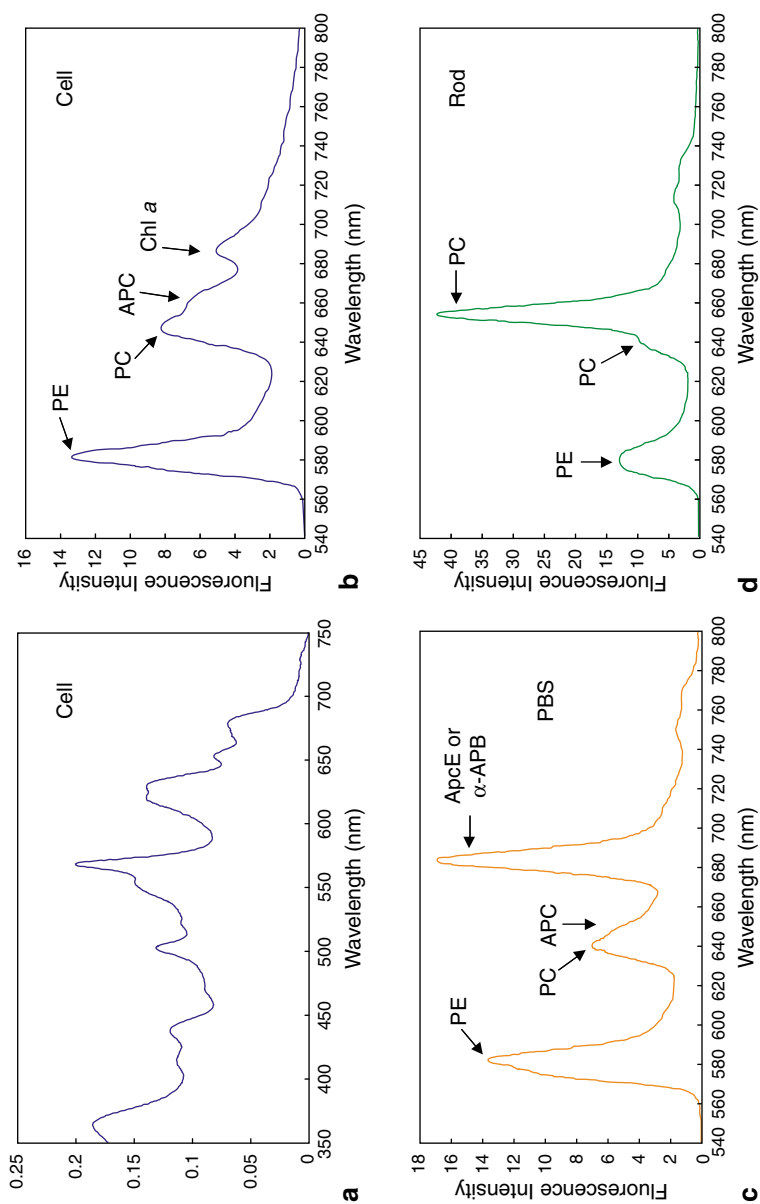 0.25
0.2
0.15
0.1
0.05
0
Cell
350 400 450 500 550 600 650 700 750
Wavelength (nm)
a
16
14
12
10
8
6
4
2
0
Fluorescence Intensity
PE
PC
APC
Chl a
Cell
540 560 580 600 620 640 660 680 700 720 740 760 780 800
Wavelength (nm)
b
18
16
14
12
10
8
6
4
2
0
Fluorescence Intensity
PE
PC
APC
ApcE or
α-APB
PBS
540 560 580 600 620 640 660 680 700 720 740 760 780 800
Wavelength (nm)
c
45
40
35
30
25
20
15
10
5
0
Fluorescence Intensity
PE
PC
PC
Rod
540 560 580 600 620 640 660 680 700 720 740 760 780 800
Wavelength (nm)
d